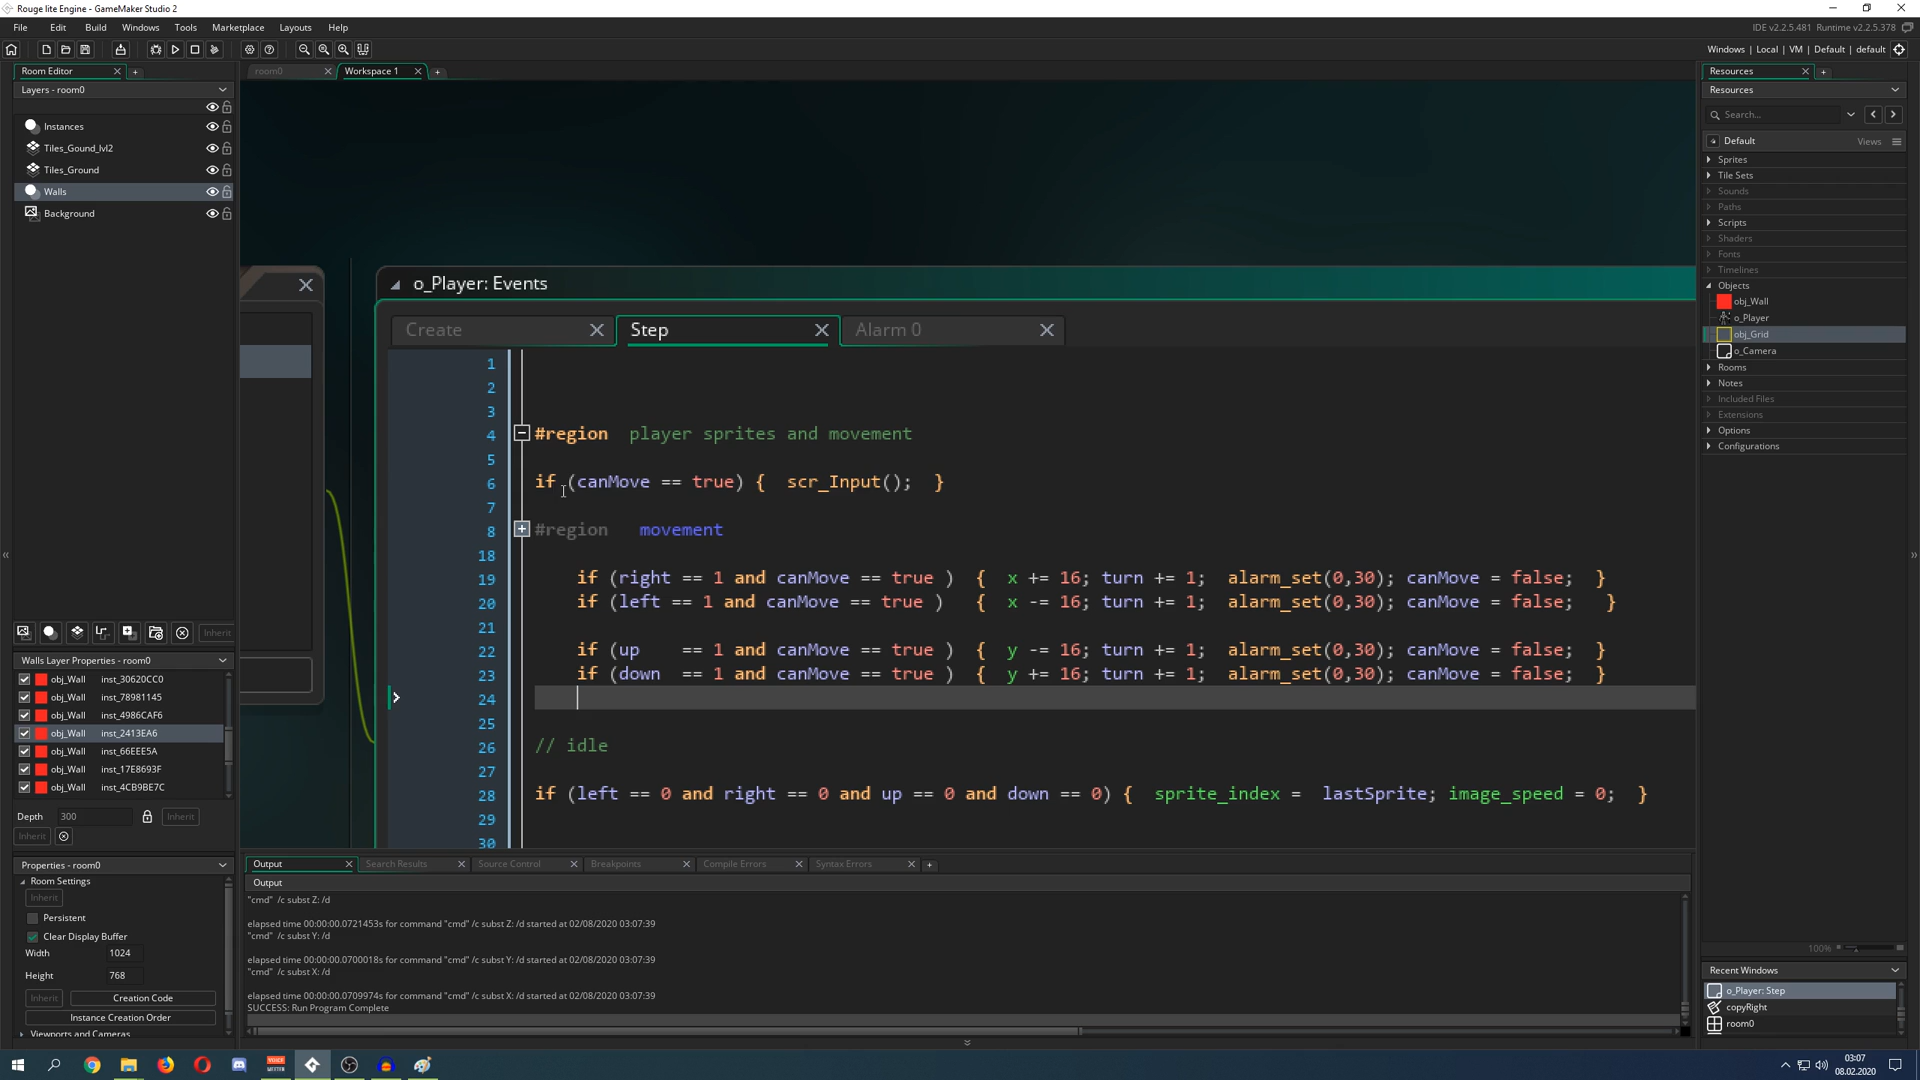 Rouge lite Engine - GameMaker Studio 2
File Edit Build Windows Tools Marketplace Layouts Help
IDE v2.2.5.481 Runtime v2.2.5.378
Windows | Local | VM | Default | default
Room Editor
room0
Workspace 1
Resources
Layers - room0
Resources
Instances
Search...
Tiles_Gound_lvl2
Default
Views
Tiles_Ground
Sprites
Walls
Tile Sets
Background
Sounds
Paths
Scripts
Shaders
Fonts
Timelines
Objects
obj_Wall
o_Player
obj_Grid
o_Camera
Rooms
Notes
Included Files
Extensions
Options
Configurations
o_Player: Events
Create
Step
Alarm 0
1
2
3
4 #region player sprites and movement
5
6 if (canMove == true) { scr_Input(); }
7
8 #region movement
18
19 if (right == 1 and canMove == true ) { x += 16; turn += 1; alarm_set(0,30); canMove = false; }
20 if (left == 1 and canMove == true ) { x -= 16; turn += 1; alarm_set(0,30); canMove = false; }
21
22 if (up == 1 and canMove == true ) { y -= 16; turn += 1; alarm_set(0,30); canMove = false; }
23 if (down == 1 and canMove == true ) { y += 16; turn += 1; alarm_set(0,30); canMove = false; }
24
25
26 // idle
27
28 if (left == 0 and right == 0 and up == 0 and down == 0) { sprite_index = lastSprite; image_speed = 0; }
29
30
Inherit
Walls Layer Properties - room0
obj_Wall inst_30620CC0
obj_Wall inst_78981145
obj_Wall inst_4986CAF6
obj_Wall inst_2413EA6
obj_Wall inst_66EEE5A
obj_Wall inst_17E8693F
obj_Wall inst_4CB9BE7C
Depth 300 Inherit
Inherit
Properties - room0
Room Settings
Inherit
Persistent
Clear Display Buffer
Width 1024
Height 768
Inherit Creation Code
Instance Creation Order
Viewports and Cameras
Output Search Results Source Control Breakpoints Compile Errors Syntax Errors
Output
"cmd" /c subst Z: /d
elapsed time 00:00:00.0721453s for command "cmd" /c subst Z: /d started at 02/08/2020 03:07:39
"cmd" /c subst Y: /d
elapsed time 00:00:00.0700018s for command "cmd" /c subst Y: /d started at 02/08/2020 03:07:39
"cmd" /c subst X: /d
elapsed time 00:00:00.0709974s for command "cmd" /c subst X: /d started at 02/08/2020 03:07:39
SUCCESS: Run Program Complete
100%
Recent Windows
o_Player: Step
copyRight
room0
03:07
08.02.2020